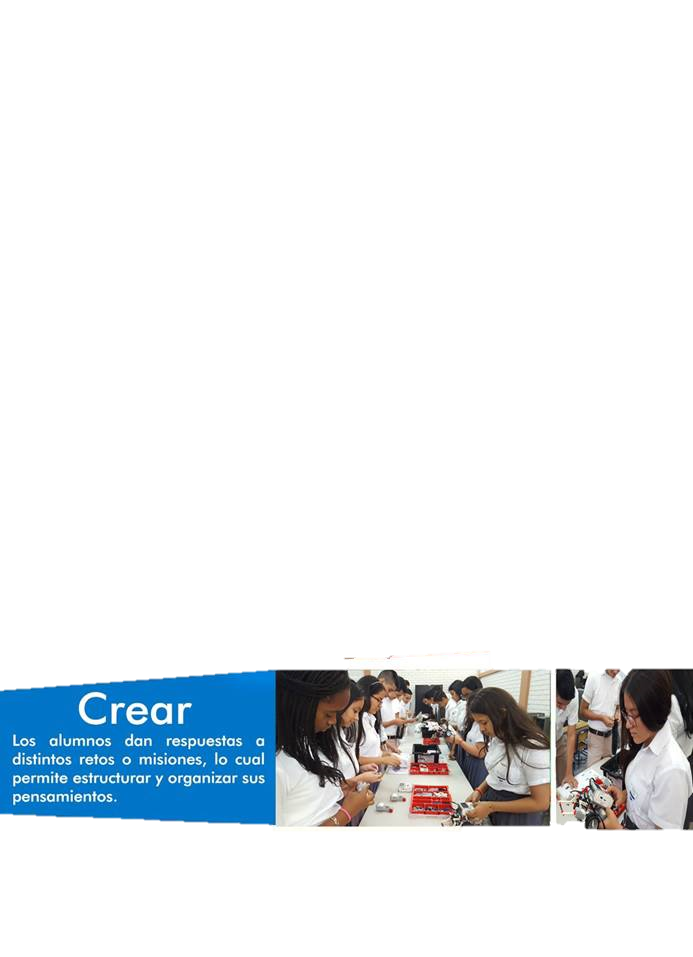 Crear
Los alumnos dan respuestas a
distintos retos o misiones, lo cual
permite estructurar y organizar sus
pensamientos.